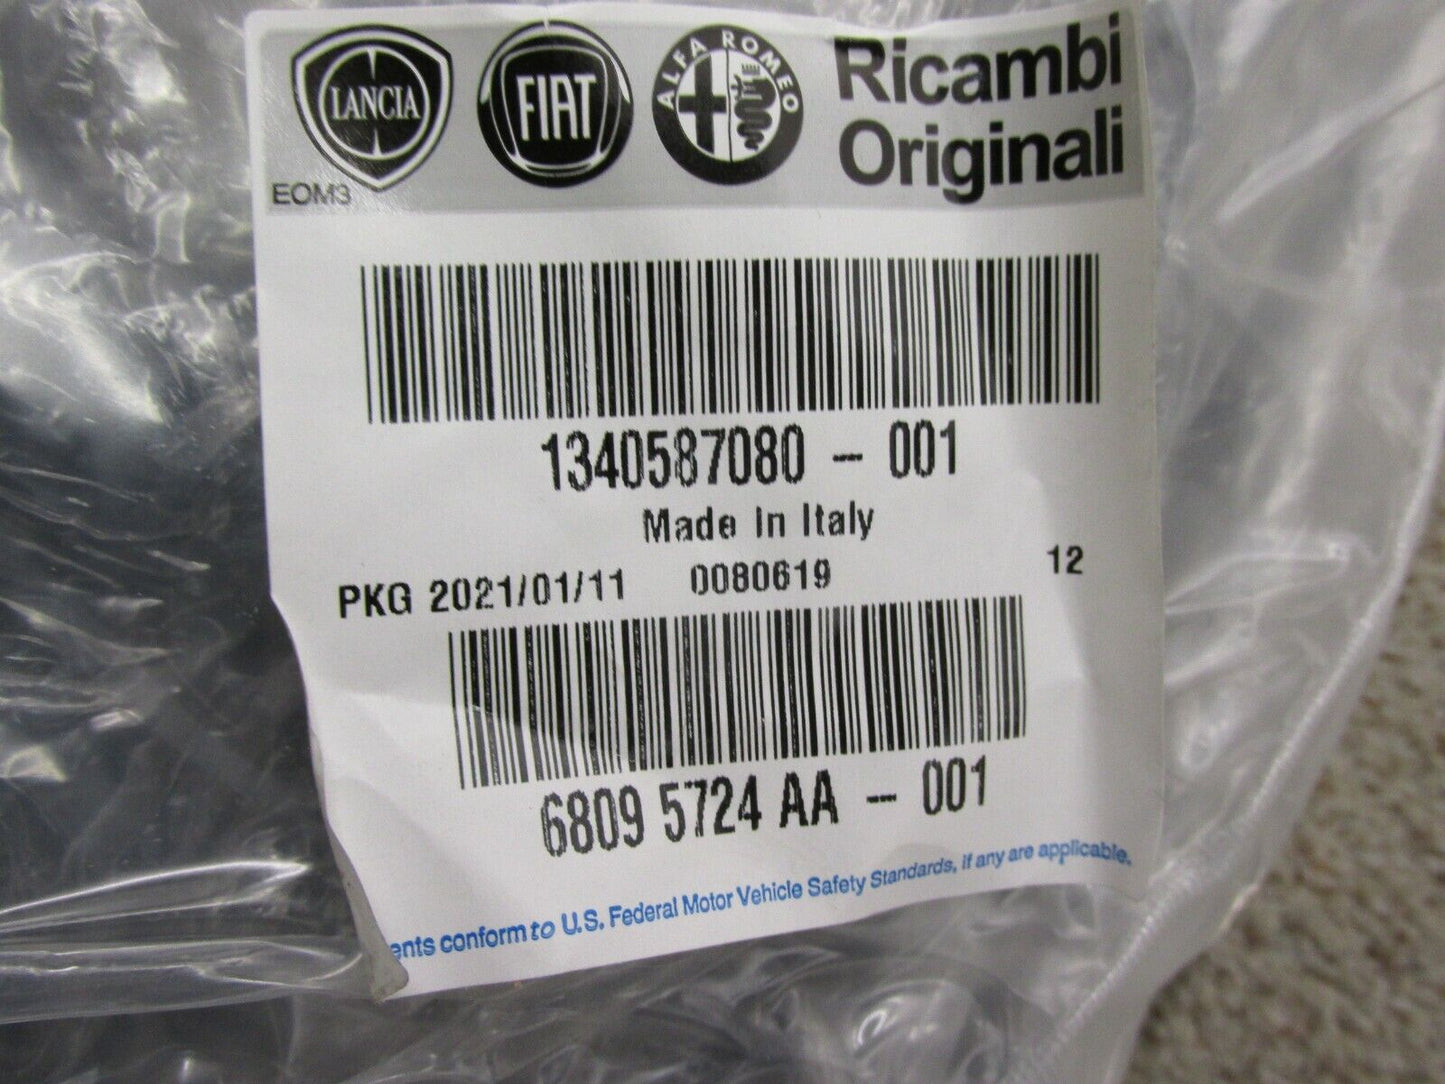 LANCIA
FIAT
ALFA ROMEO
Ricambi
Originali
EOM3
1340587080 - 001
Made In Italy
PKG 2021/01/11 0080619 12
6809 5724 AA - 001
ents conform to U.S. Federal Motor Vehicle Safety Standards, if any are applicable.